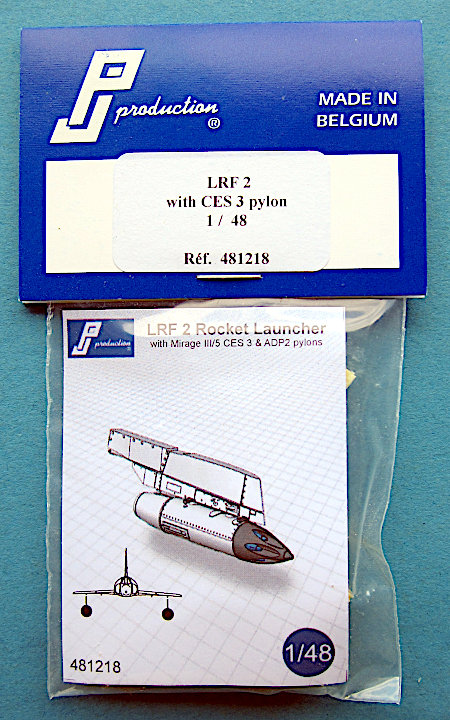 PJ production ®
MADE IN
BELGIUM
LRF 2
with CES 3 pylon
1 / 48
Réf. 481218
PJ production ®
LRF 2 Rocket Launcher
with Mirage III/5 CES 3 & ADP2 pylons
481218
1/48